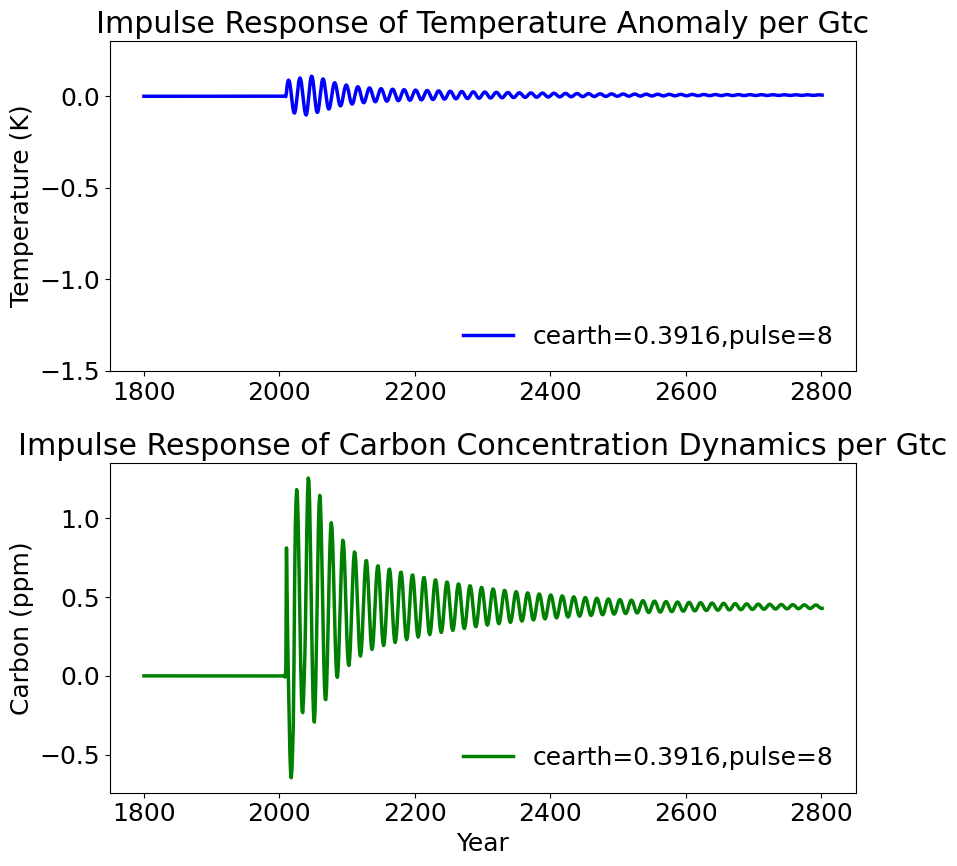 Impulse Response of Temperature Anomaly per Gtc
Temperature (K)
0.0
−0.5
−1.0
−1.5
cearth=0.3916,pulse=8
1800 2000 2200 2400 2600 2800
Impulse Response of Carbon Concentration Dynamics per Gtc
Carbon (ppm)
1.0
0.5
0.0
−0.5
cearth=0.3916,pulse=8
1800 2000 2200 2400 2600 2800
Year